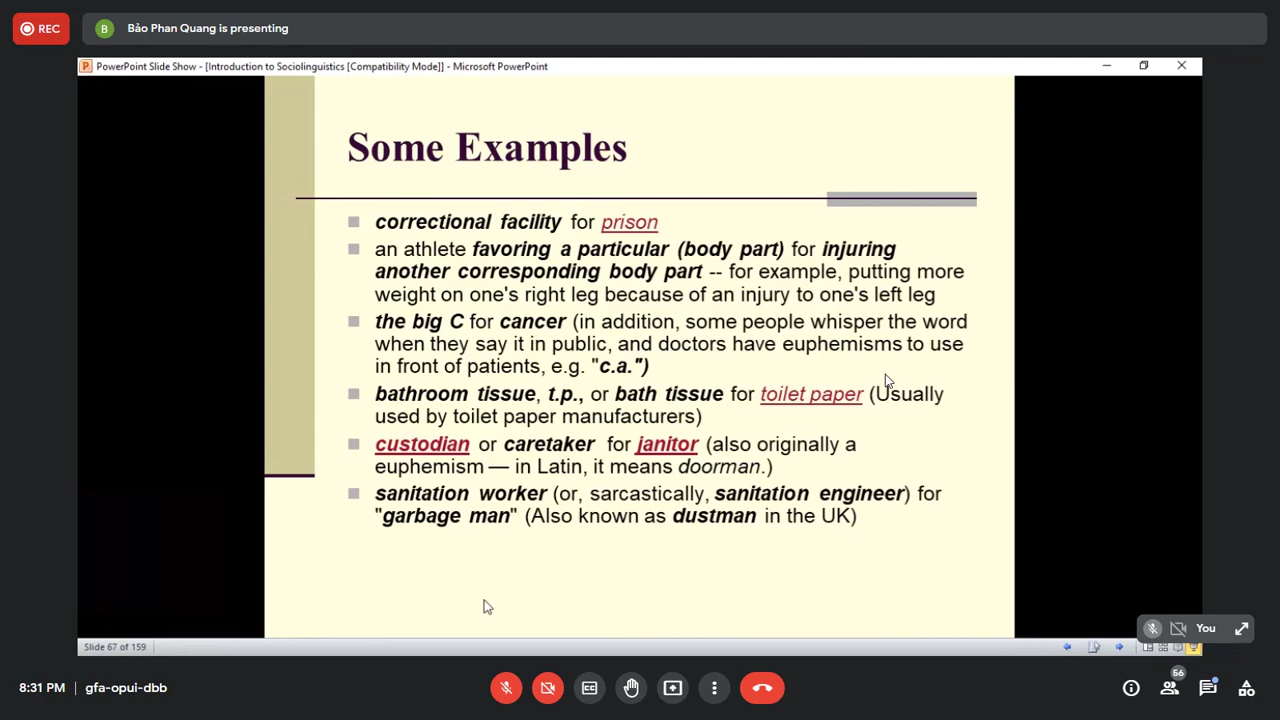 REC
B
Bảo Phan Quang is presenting
PowerPoint Slide Show - [Introduction to Sociolinguistics [Compatibility Mode]] - Microsoft PowerPoint
Some Examples
correctional facility for prison
an athlete favoring a particular (body part) for injuring
another corresponding body part -- for example, putting more
weight on one's right leg because of an injury to one's left leg
the big C for cancer (in addition, some people whisper the word
when they say it in public, and doctors have euphemisms to use
in front of patients, e.g. "c.a.")
bathroom tissue, t.p., or bath tissue for toilet paper (Usually
used by toilet paper manufacturers)
custodian or caretaker for janitor (also originally a
euphemism — in Latin, it means doorman.)
sanitation worker (or, sarcastically, sanitation engineer) for
"garbage man" (Also known as dustman in the UK)
You
Slide 67 of 159
8:31 PM | gfa-opui-dbb
56